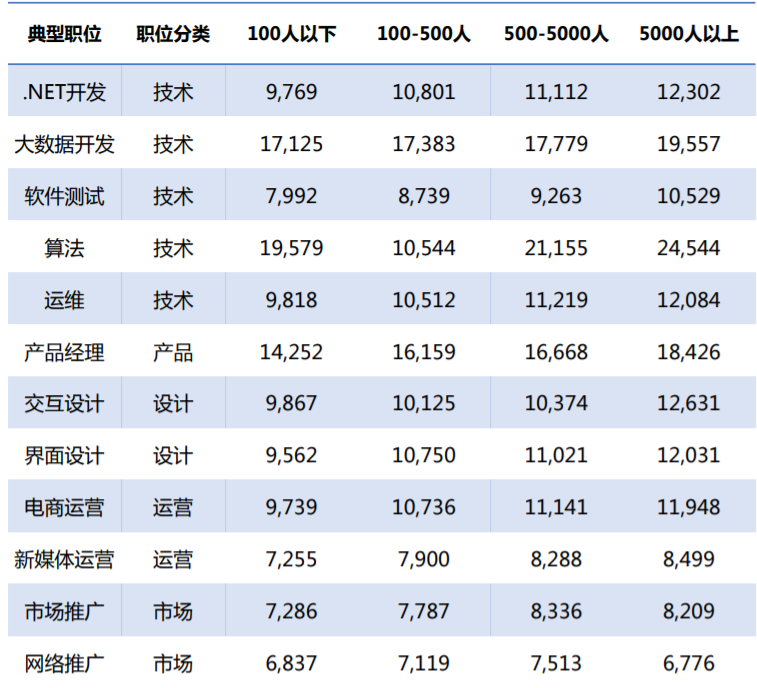 典型职位 职位分类 100人以下 100-500人 500-5000人 5000人以上
.NET开发 技术 9,769 10,801 11,112 12,302
大数据开发 技术 17,125 17,383 17,779 19,557
软件测试 技术 7,992 8,739 9,263 10,529
算法 技术 19,579 10,544 21,155 24,544
运维 技术 9,818 10,512 11,219 12,084
产品经理 产品 14,252 16,159 16,668 18,426
交互设计 设计 9,867 10,125 10,374 12,631
界面设计 设计 9,562 10,750 11,021 12,031
电商运营 运营 9,739 10,736 11,141 11,948
新媒体运营 运营 7,255 7,900 8,288 8,499
市场推广 市场 7,286 7,787 8,336 8,209
网络推广 市场 6,837 7,119 7,513 6,776